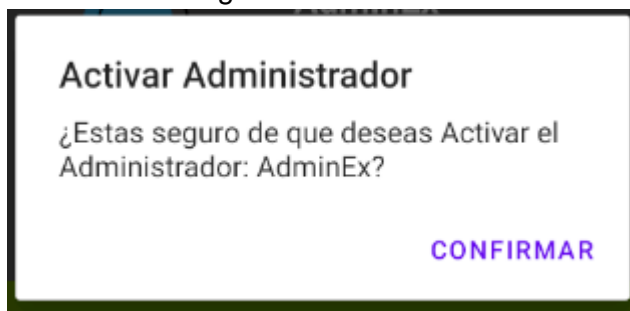 Activar Administrador
¿Estas seguro de que deseas Activar el
Administrador: AdminEx?
CONFIRMAR